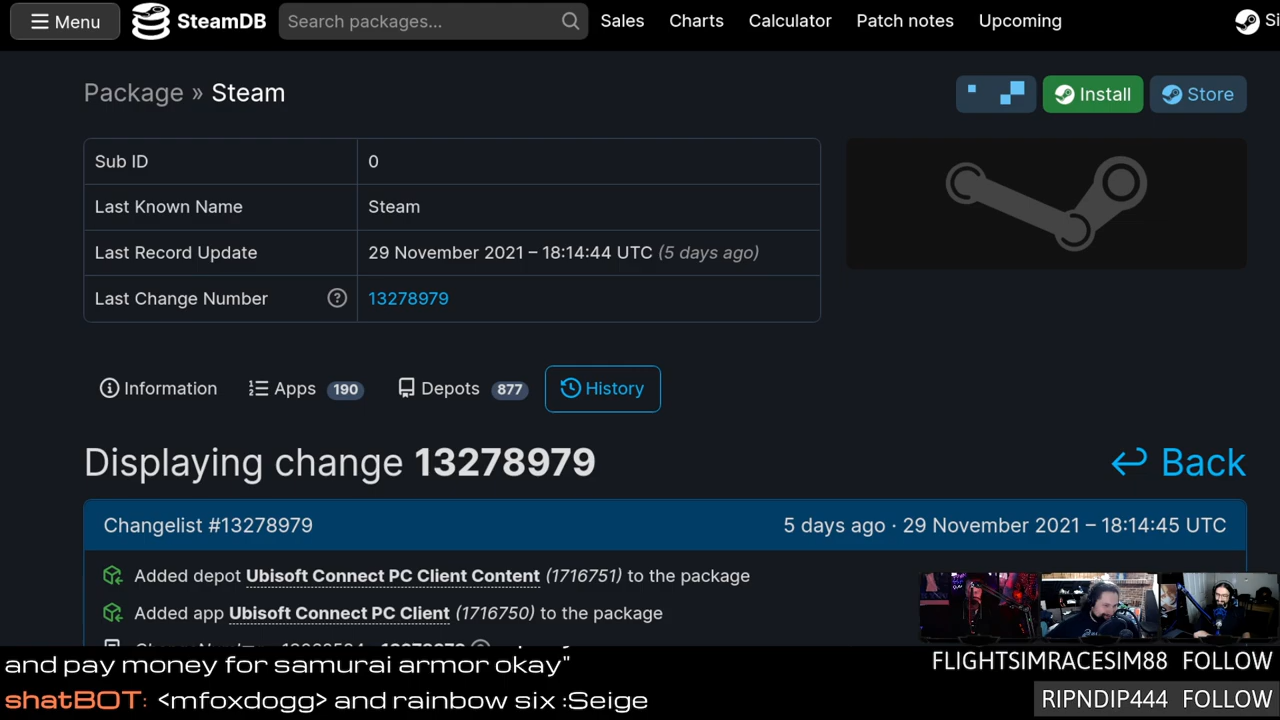 Menu
SteamDB
Search packages...
Sales
Charts
Calculator
Patch notes
Upcoming
Si
Package » Steam
Install
Store
Sub ID 0
Last Known Name Steam
Last Record Update 29 November 2021 – 18:14:44 UTC (5 days ago)
Last Change Number ? 13278979
Information
Apps 190
Depots 877
History
Displaying change 13278979
Back
Changelist #13278979
5 days ago · 29 November 2021 – 18:14:45 UTC
Added depot Ubisoft Connect PC Client Content (1716751) to the package
Added app Ubisoft Connect PC Client (1716750) to the package
and pay money for samurai armor okay"
shatBOT: <mfoxdogg> and rainbow six :Seige
FLIGHTSIMRACESIM88 FOLLOW
RIPNDIP444 FOLLOW